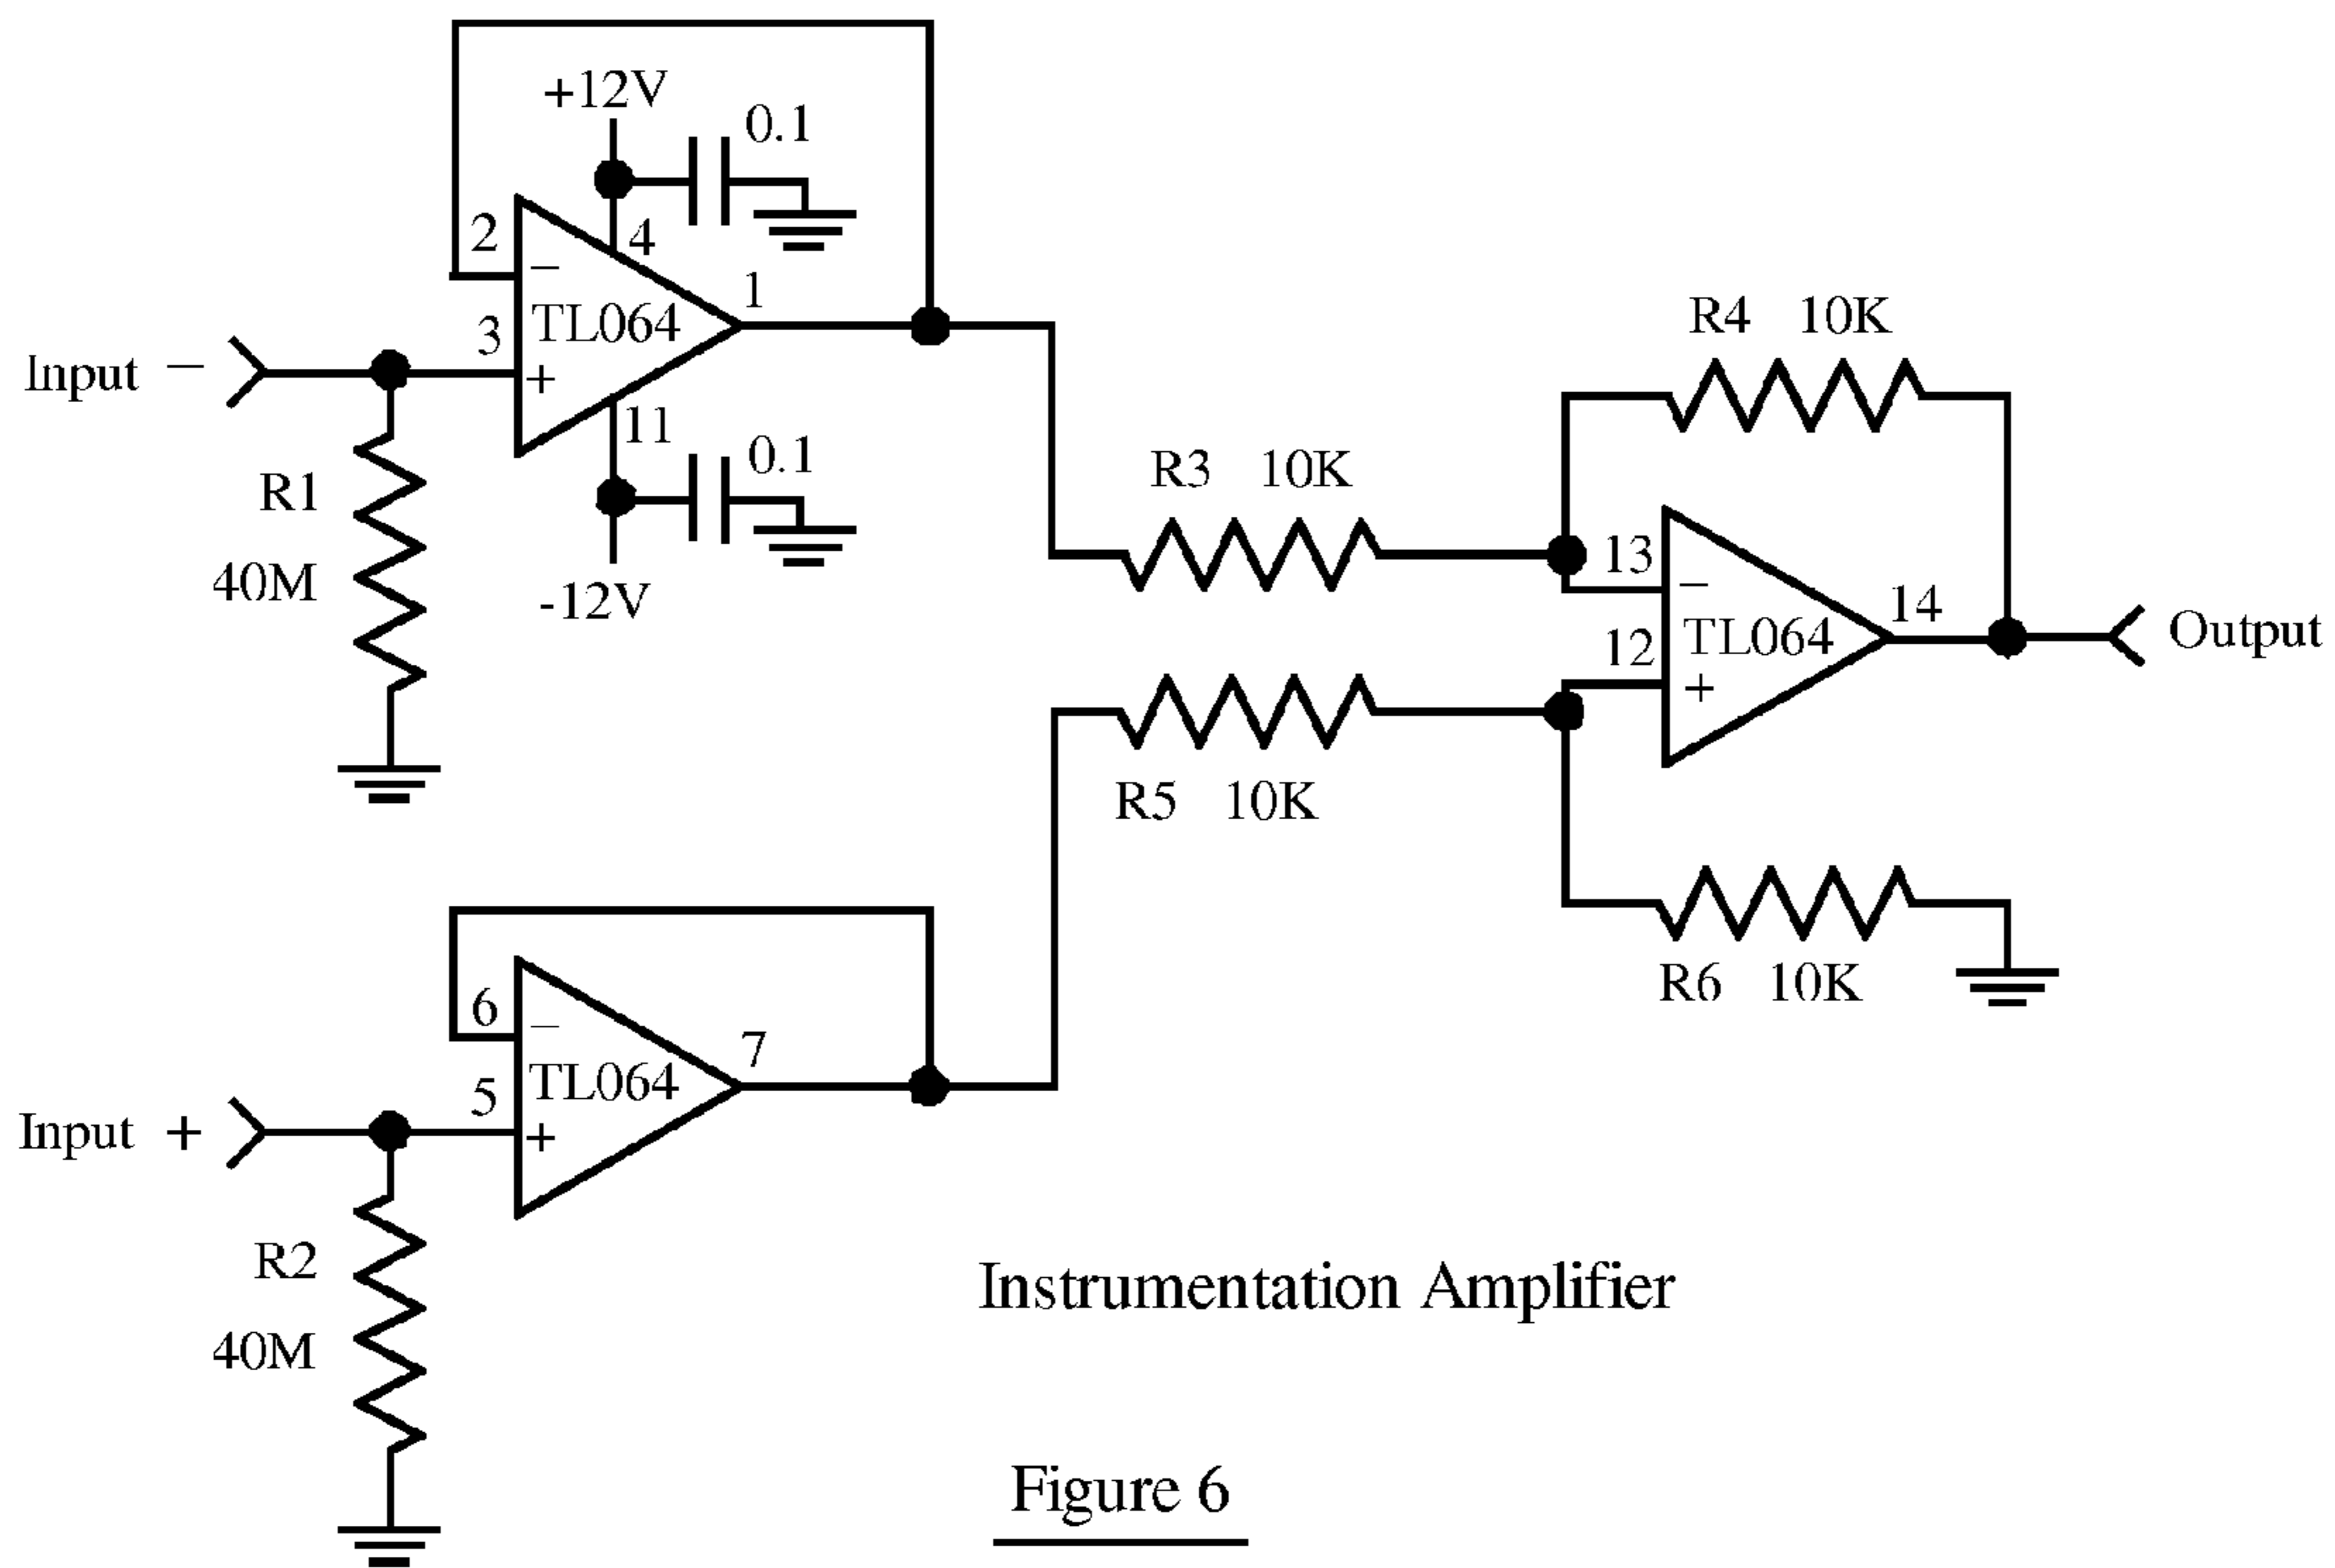 +12V
0.1
2
4
−
TL064
1
3
+
Input −
11
0.1
-12V
R1
40M
R4 10K
R3 10K
13
−
TL064
14
12
+
Output
R5 10K
R6 10K
6
−
TL064
7
5
+
Input +
R2
40M
Instrumentation Amplifier
Figure 6